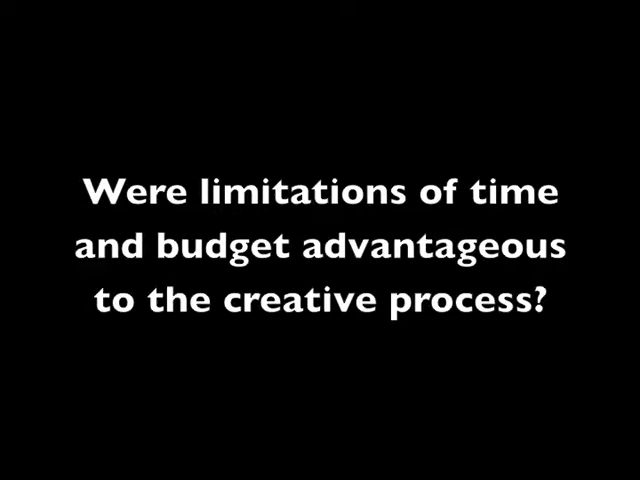 Were limitations of time
and budget advantageous
to the creative process?